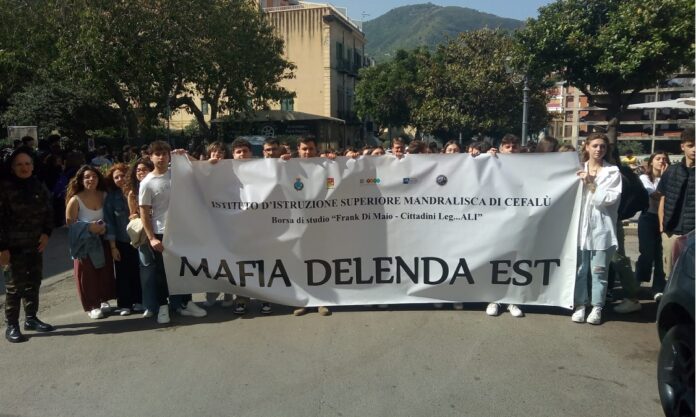 ISTITUTO D'ISTRUZIONE SUPERIORE MANDRALISCA DI CEFALÙ
Borsa di studio "Frank Di Maio - Cittadini Leg...ALI"
MAFIA DELENDA EST